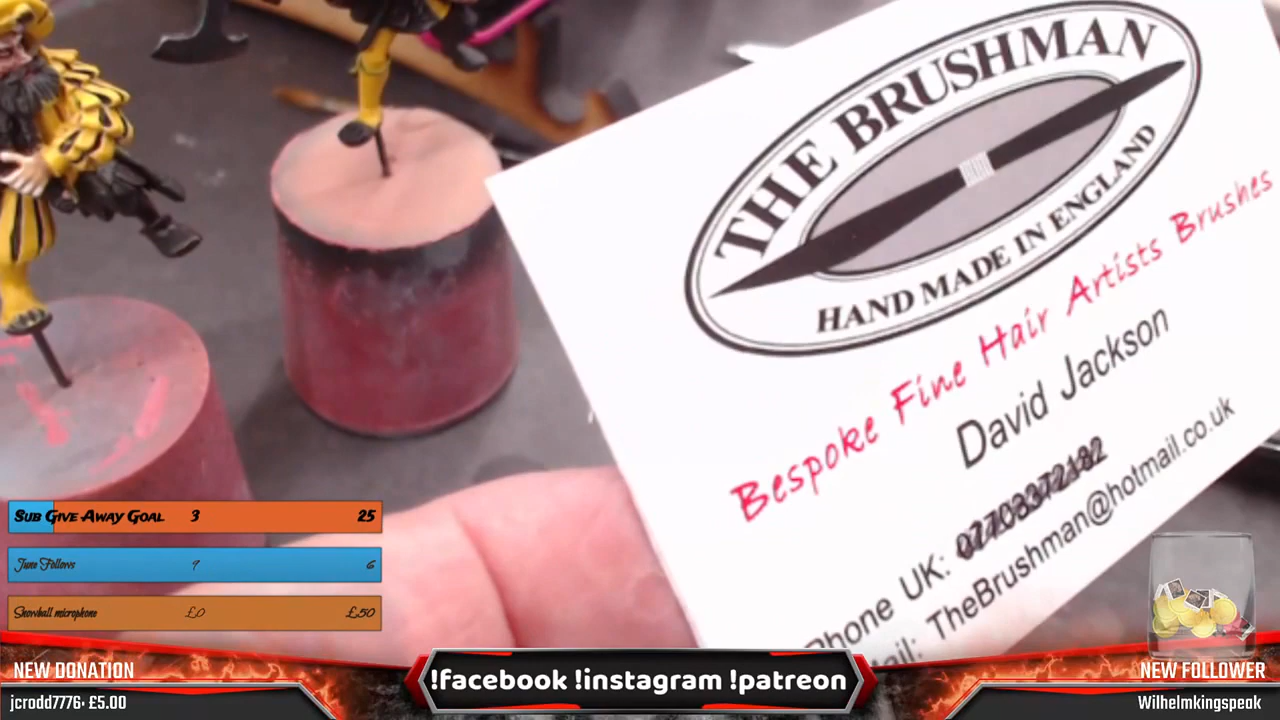 THE BRUSHMAN
HAND MADE IN ENGLAND
Bespoke Fine Hair Artists Brushes
David Jackson
Phone UK:
Mail: TheBrushman@hotmail.co.uk
Sub Give Away Goal 3 25
June Follows 9 6
Snowball microphone £0 £50
NEW DONATION
jcrodd7776: £5.00
!facebook !instagram !patreon
NEW FOLLOWER
Wilhelmkingspeak